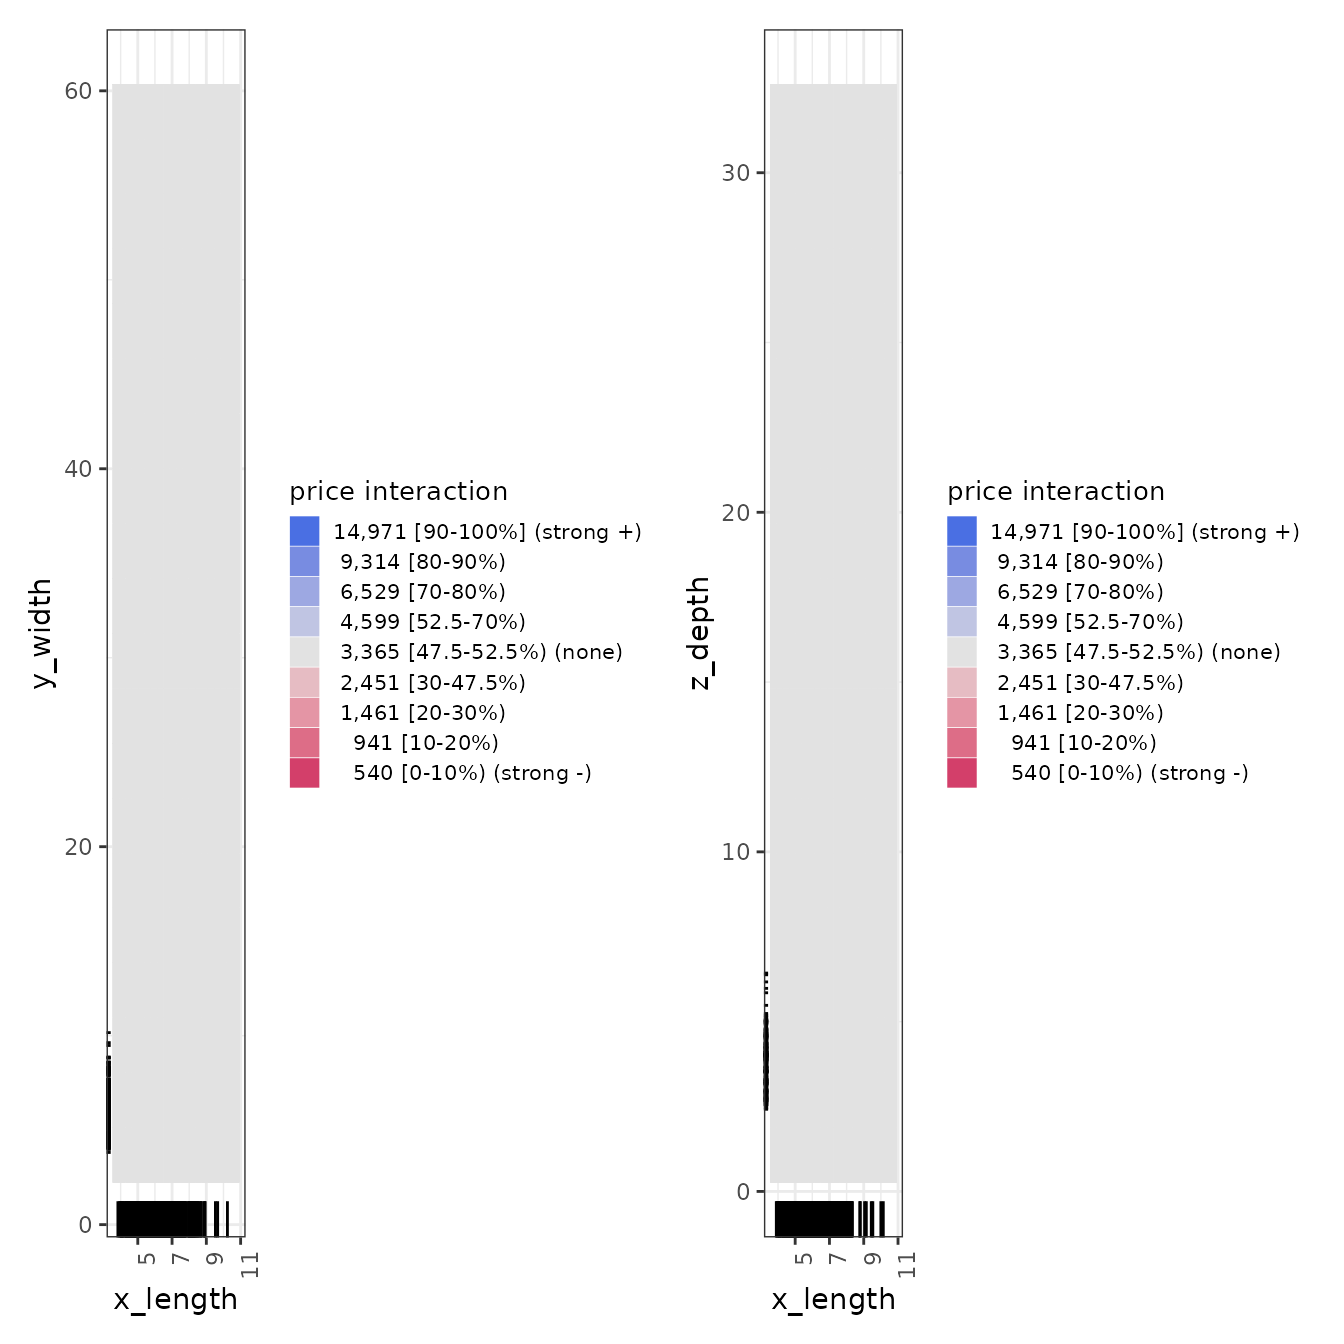 60
40
20
0
y_width
5
7
9
11
x_length
price interaction
14,971 [90-100%] (strong +)
9,314 [80-90%)
6,529 [70-80%)
4,599 [52.5-70%)
3,365 [47.5-52.5%) (none)
2,451 [30-47.5%)
1,461 [20-30%)
941 [10-20%)
540 [0-10%) (strong -)
30
20
10
0
z_depth
5
7
9
11
x_length
price interaction
14,971 [90-100%] (strong +)
9,314 [80-90%)
6,529 [70-80%)
4,599 [52.5-70%)
3,365 [47.5-52.5%) (none)
2,451 [30-47.5%)
1,461 [20-30%)
941 [10-20%)
540 [0-10%) (strong -)